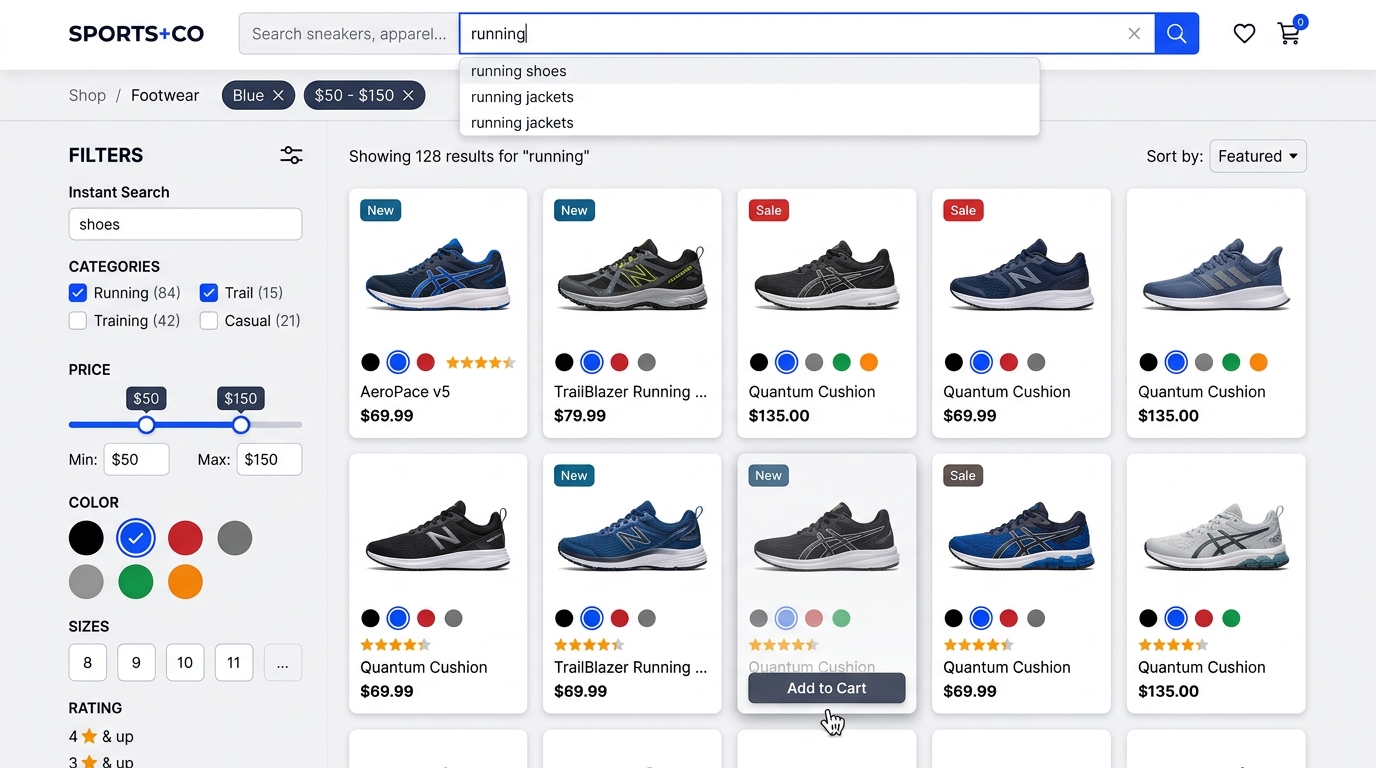 SPORTS+CO
Search sneakers, apparel...
running
0
running shoes
running jackets
running jackets
Shop / Footwear
Blue ×
$50 - $150 ×
FILTERS
Instant Search
shoes
CATEGORIES
Running (84) Trail (15)
Training (42) Casual (21)
PRICE
$50 $150
Min: $50 Max: $150
COLOR
SIZES
8 9 10 11 ...
RATING
4 & up
3 & up
Showing 128 results for "running"
Sort by: Featured
New
AeroPace v5
$69.99
New
TrailBlazer Running ...
$79.99
Sale
Quantum Cushion
$135.00
Sale
Quantum Cushion
$69.99
Quantum Cushion
$135.00
Quantum Cushion
$69.99
New
TrailBlazer Running ...
$69.99
New
Quantum Cushion
Add to Cart
Sale
Quantum Cushion
$69.99
Quantum Cushion
$135.00